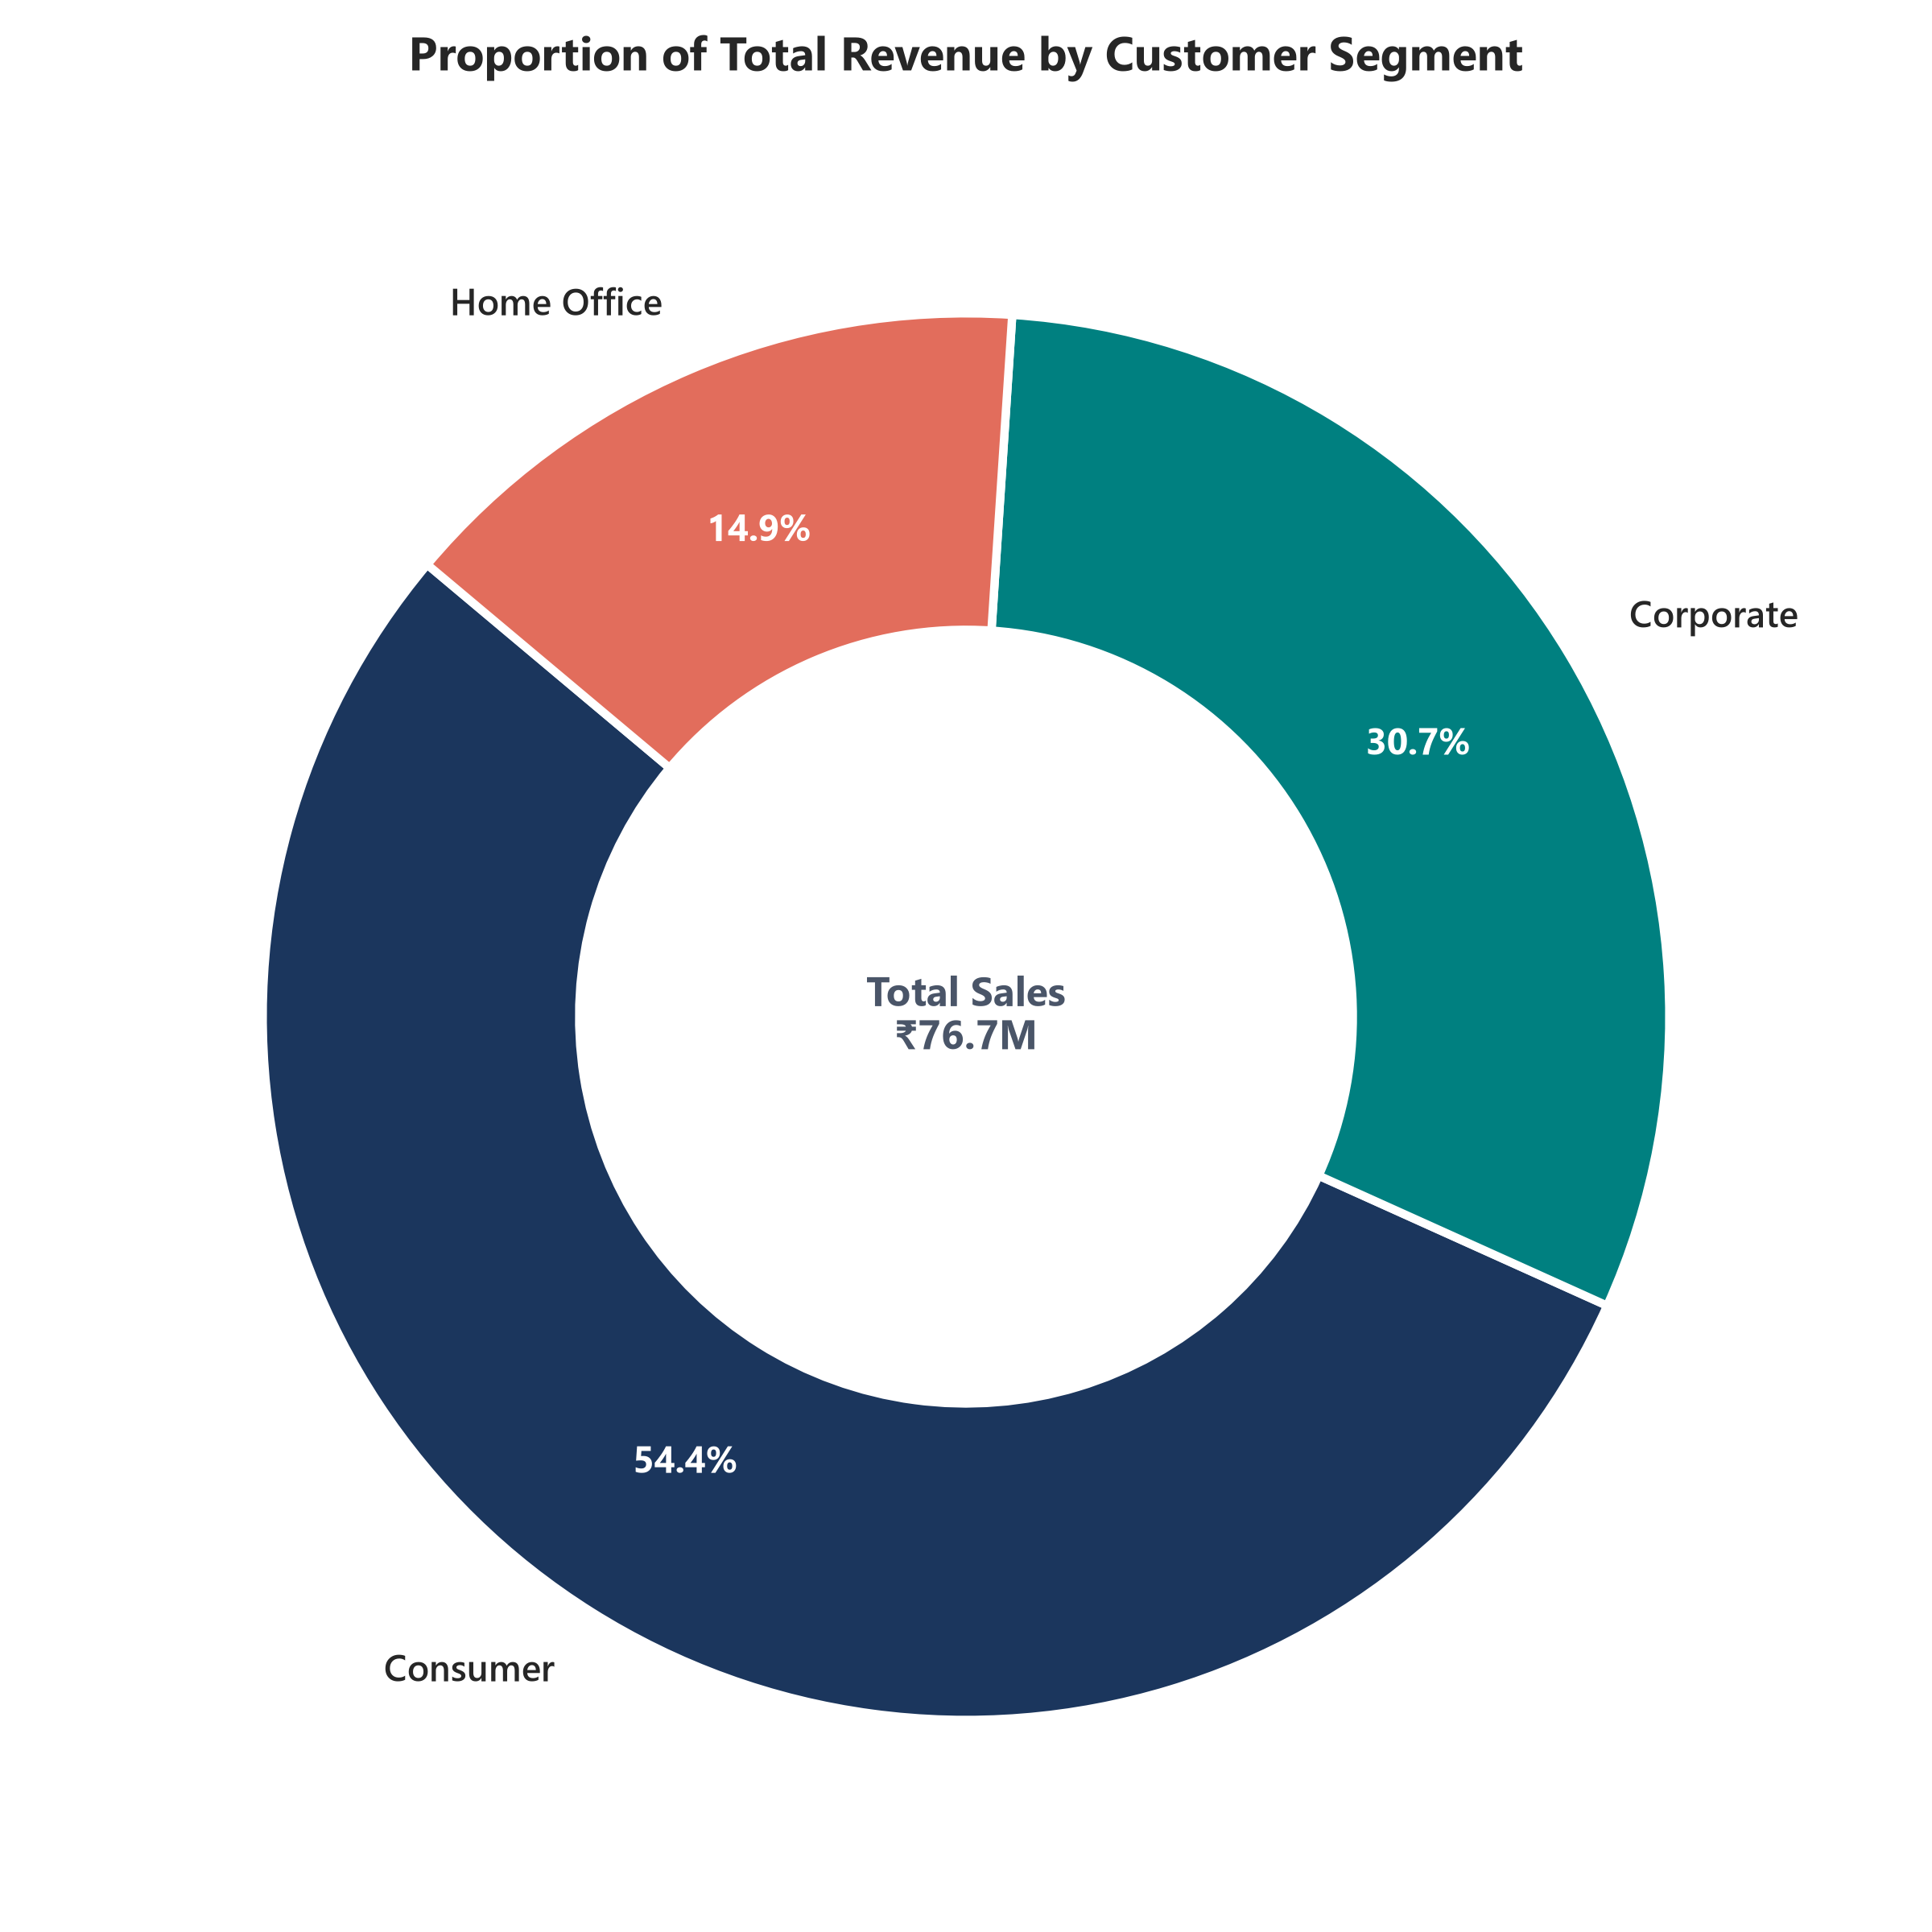 Proportion of Total Revenue by Customer Segment
Home Office
14.9%
Corporate
30.7%
Total Sales
₹76.7M
54.4%
Consumer